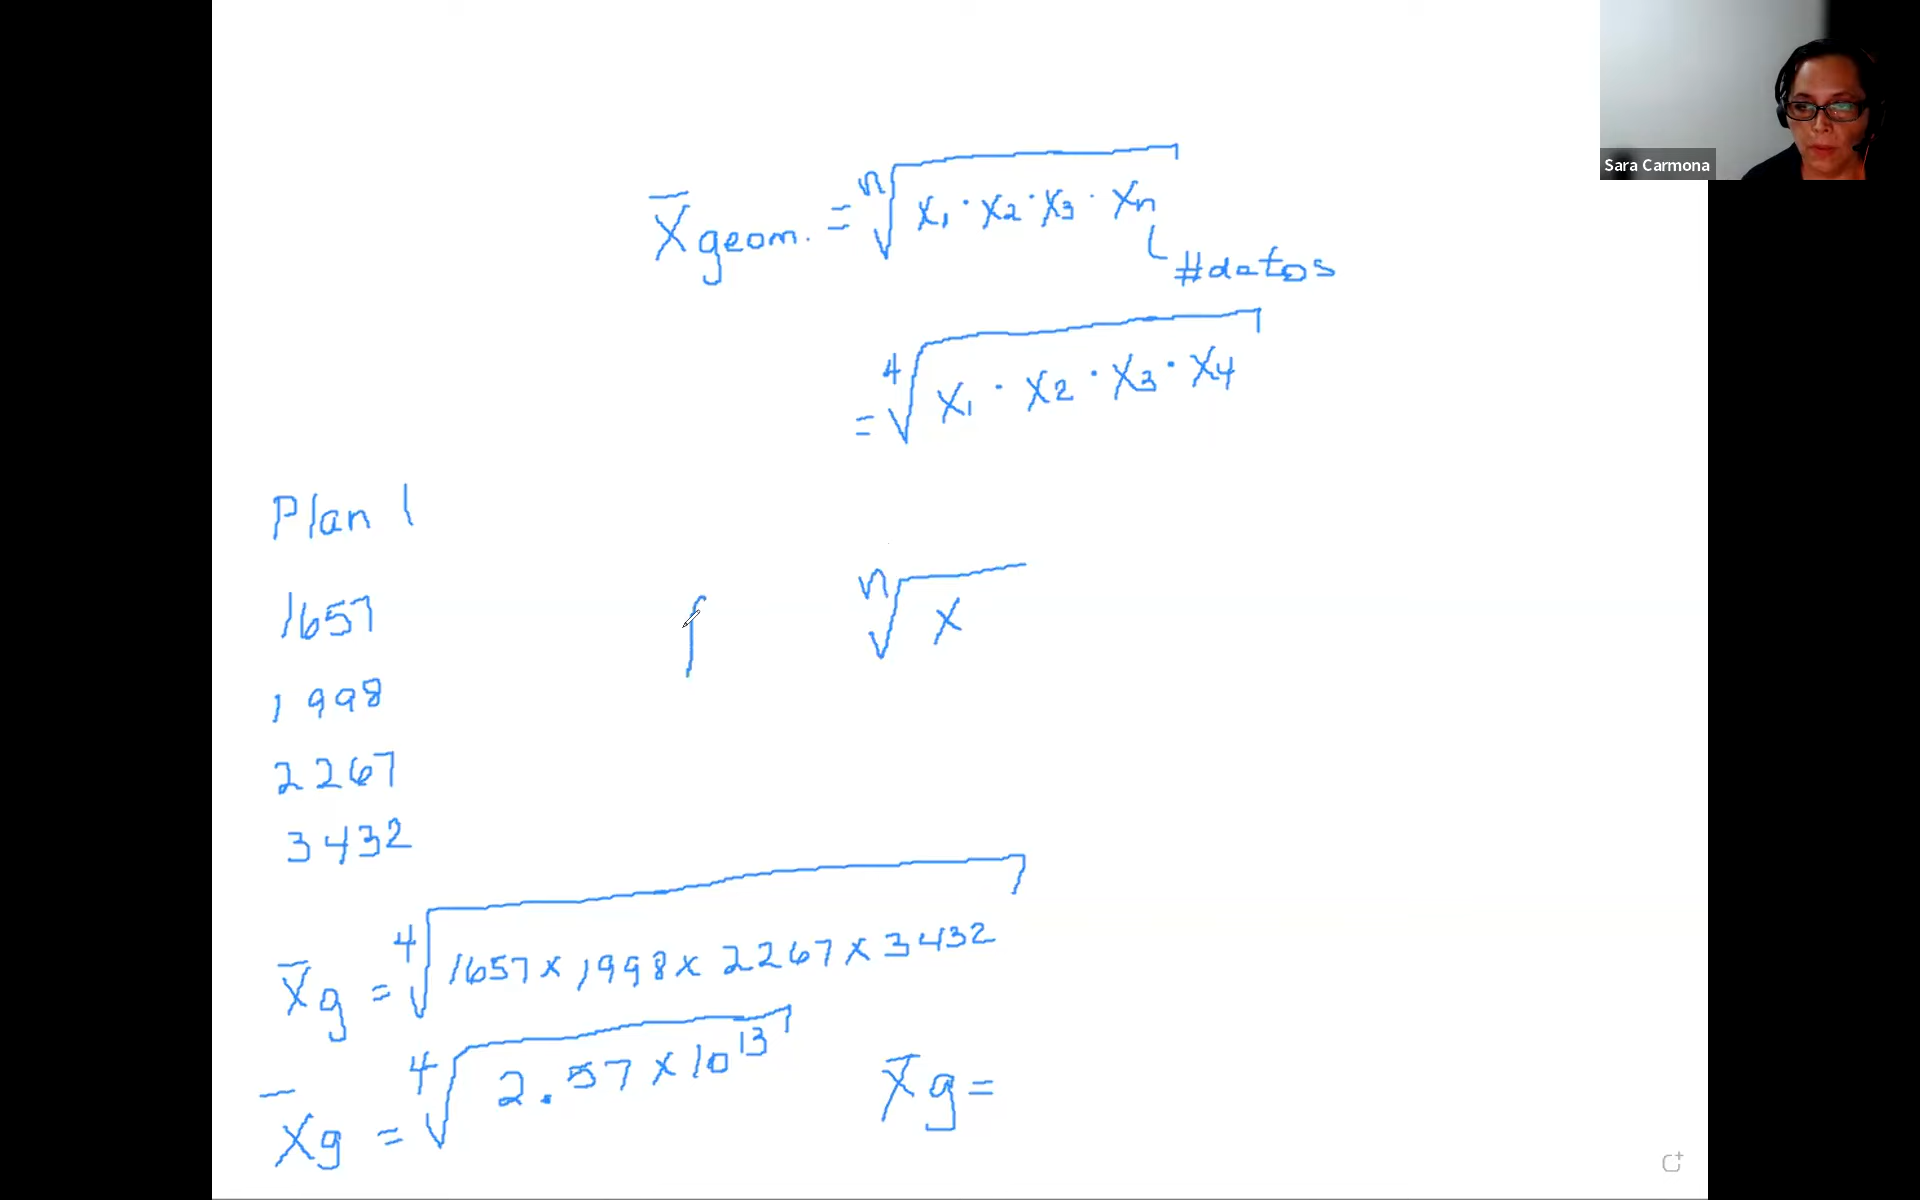 Sara Carmona
X̄geom. = ⁿ√(x₁ · x₂ · x₃ · xₙ)
#datos
= ⁴√(x₁ · x₂ · x₃ · x₄)
Plan 1
ⁿ√x
1657
1998
2267
3432
X̄g = ⁴√(1657 x 1998 x 2267 x 3432)
X̄g = ⁴√(2.57 x 10¹³)
X̄g =